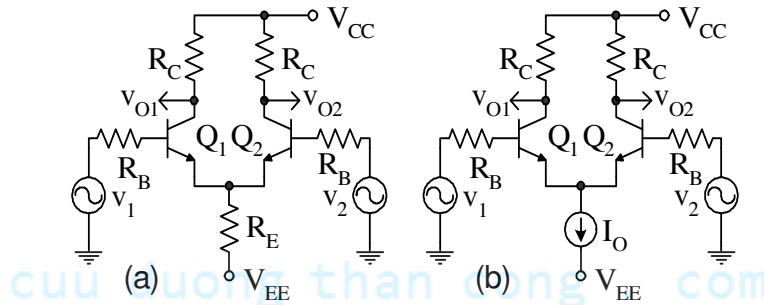 V_CC V_CC
R_C R_C R_C R_C
v_O1 v_O2 v_O1 v_O2
Q_1 Q_2 Q_1 Q_2
R_B R_B R_B R_B
v_1 v_2 v_1 v_2
R_E I_O
(a) V_EE (b) V_EE
cuu duong than cong . com